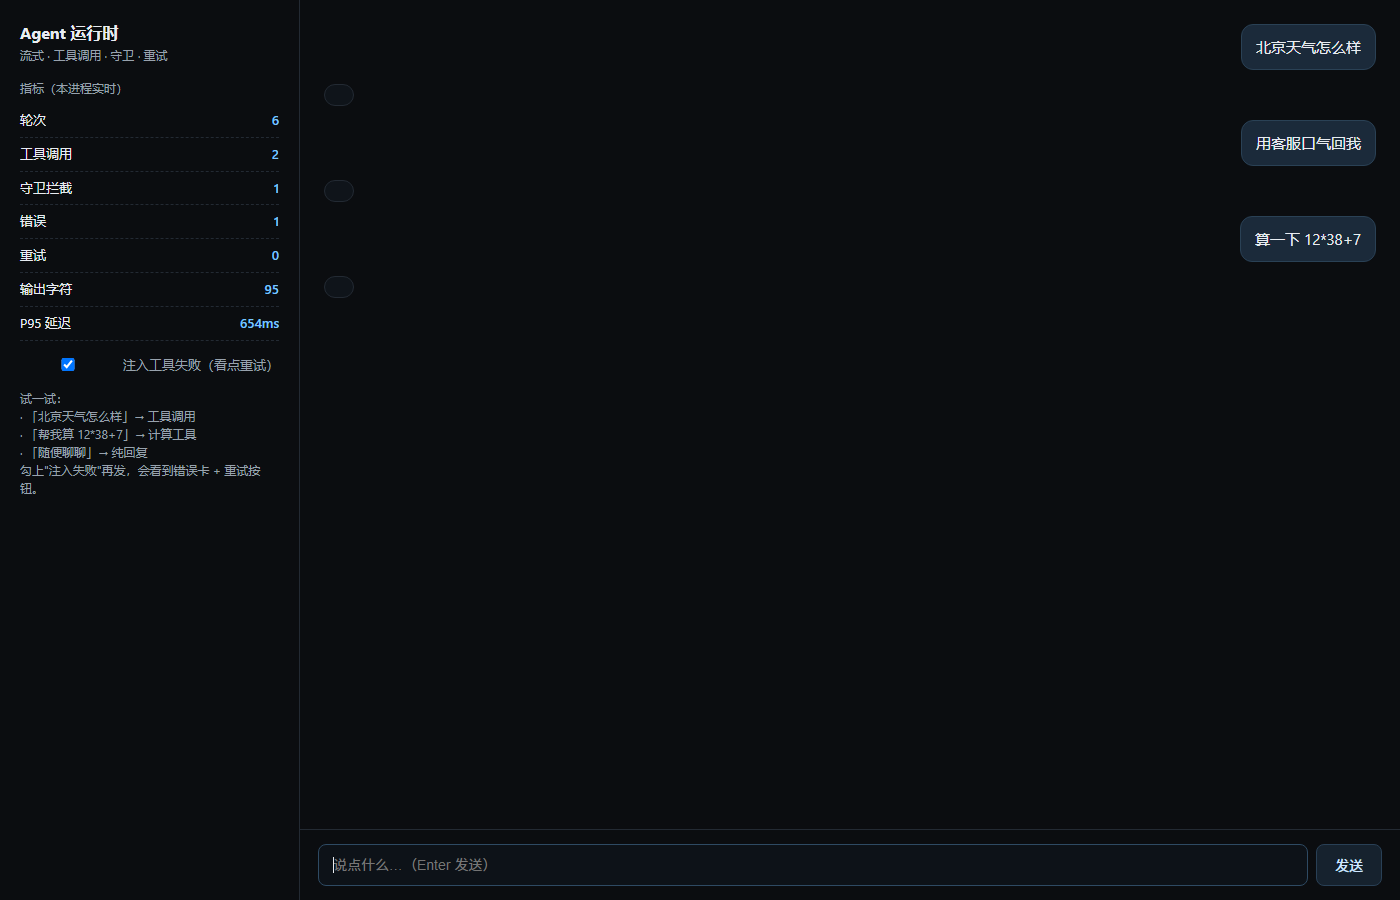 Agent 运行时
流式 · 工具调用 · 守卫 · 重试
指标（本进程实时）
轮次 6
工具调用 2
守卫拦截 1
错误 1
重试 0
输出字符 95
P95 延迟 654ms
注入工具失败（看点重试）
试一试：
· 「北京天气怎么样」→ 工具调用
· 「帮我算 12*38+7」→ 计算工具
· 「随便聊聊」→ 纯回复
勾上"注入失败"再发，会看到错误卡 + 重试按
钮。
北京天气怎么样
用客服口气回我
算一下 12*38+7
说点什么…（Enter 发送）
发送